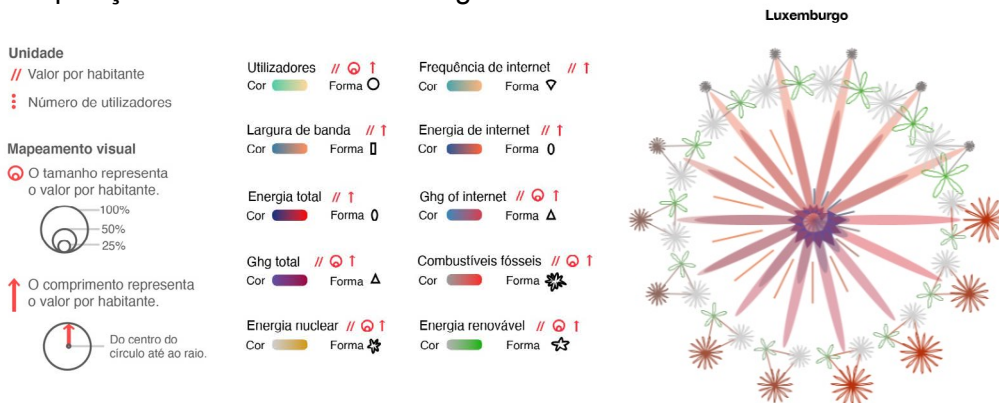 Luxemburgo
Unidade
// Valor por habitante
Número de utilizadores
Mapeamento visual
O tamanho representa
o valor por habitante.
100%
50%
25%
O comprimento representa
o valor por habitante.
Do centro do
círculo até ao raio.
Utilizadores //
Cor Forma
Frequência de internet //
Cor Forma
Largura de banda //
Cor Forma
Energia de internet //
Cor Forma
Energia total //
Cor Forma
Ghg of internet //
Cor Forma
Ghg total //
Cor Forma
Combustíveis fósseis //
Cor Forma
Energia nuclear //
Cor Forma
Energia renovável //
Cor Forma